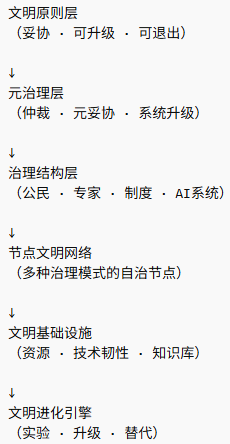 文明原则层
（妥协 · 可升级 · 可退出）
↓
元治理层
（仲裁 · 元妥协 · 系统升级）
↓
治理结构层
（公民 · 专家 · 制度 · AI系统）
↓
节点文明网络
（多种治理模式的自治节点）
↓
文明基础设施
（资源 · 技术韧性 · 知识库）
↓
文明进化引擎
（实验 · 升级 · 替代）